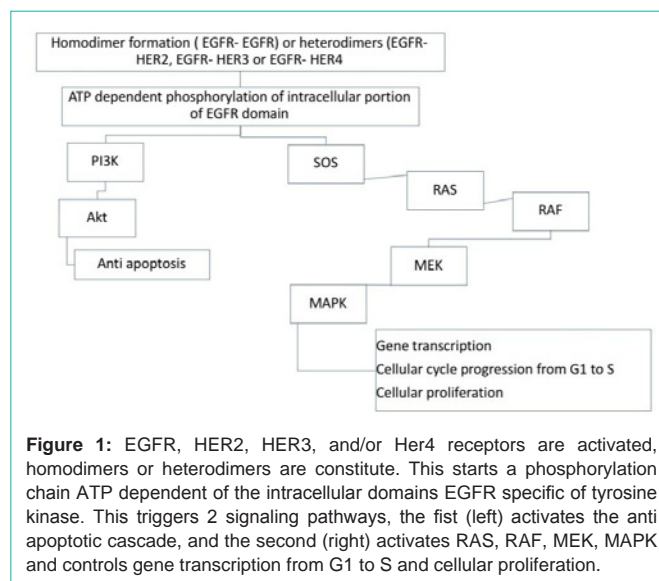 Homodimer formation ( EGFR- EGFR) or heterodimers (EGFR-
HER2, EGFR- HER3 or EGFR- HER4
ATP dependent phosphorylation of intracellular portion
of EGFR domain
PI3K
SOS
RAS
RAF
Akt
Anti apoptosis
MEK
MAPK
Gene transcription
Cellular cycle progression from G1 to S
Cellular proliferation
Figure 1: EGFR, HER2, HER3, and/or Her4 receptors are activated,
homodimers or heterodimers are constitute. This starts a phosphorylation
chain ATP dependent of the intracellular domains EGFR specific of tyrosine
kinase. This triggers 2 signaling pathways, the fist (left) activates the anti
apoptotic cascade, and the second (right) activates RAS, RAF, MEK, MAPK
and controls gene transcription from G1 to S and cellular proliferation.